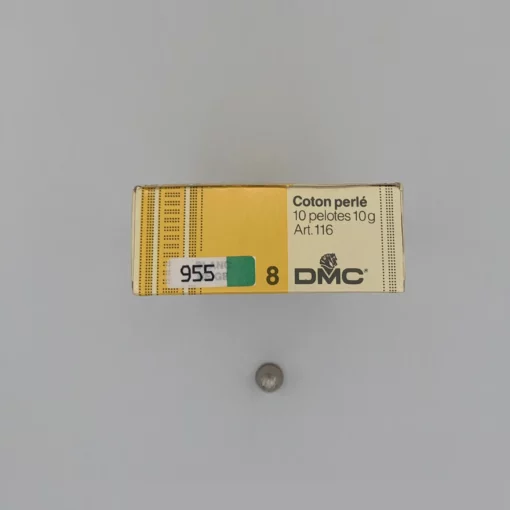 Coton perlé
10 pelotes 10 g
Art. 116
955
8
DMC®